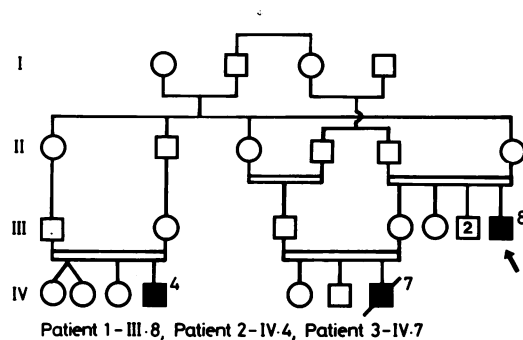 I
II
III 2 8
IV 4 7
Patient 1-III·8, Patient 2-IV·4, Patient 3-IV·7